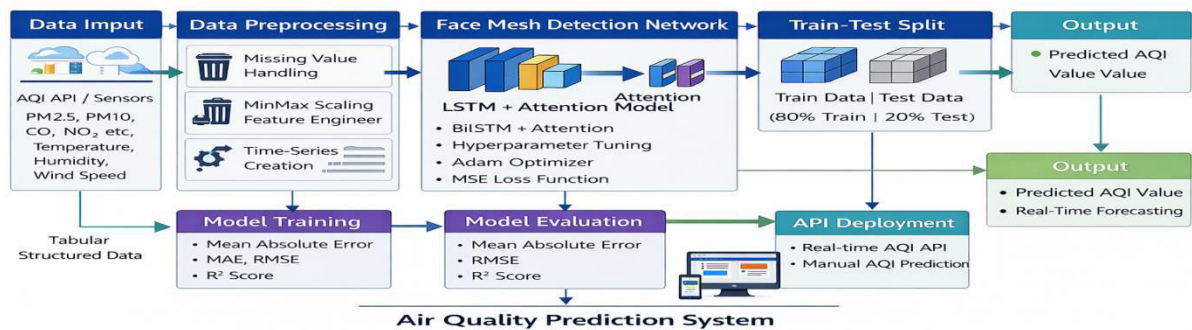 Data Imput
AQI API / Sensors
PM2.5, PM10,
CO, NO₂ etc,
Temperature,
Humidity,
Wind Speed
Data Preprocessing
Missing Value
Handling
MinMax Scaling
Feature Engineer
Time-Series
Creation
Face Mesh Detection Network
Attention
LSTM + Attention Model
• BiISTM + Attention
• Hyperparameter Tuning
• Adam Optimizer
• MSE Loss Function
Train-Test Split
Train Data | Test Data
(80% Train | 20% Test)
Output
Predicted AQI
Value Value
Output
• Predicted AQI Value
• Real-Time Forecasting
Tabular
Structured Data
Model Training
• Mean Absolute Error
• MAE, RMSE
• R² Score
Model Evaluation
• Mean Absolute Error
• RMSE
• R² Score
API Deployment
• Real-time AQI API
• Manual AQI Prediction
Air Quality Prediction System